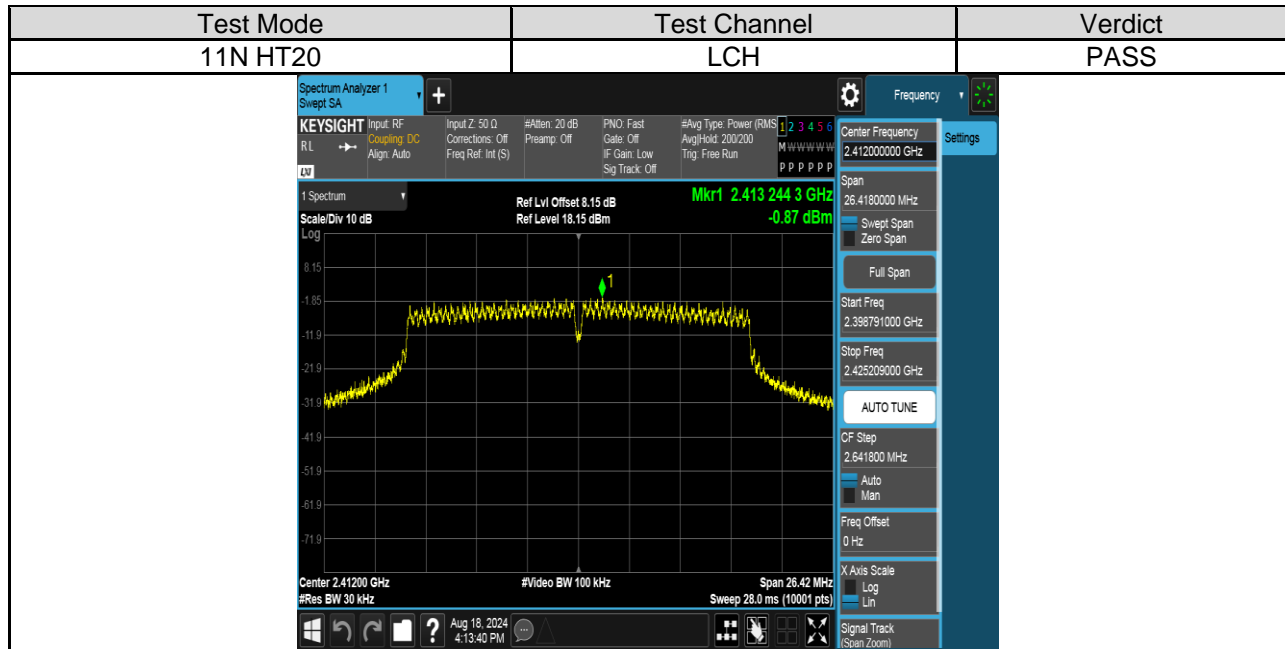 Test Mode Test Channel Verdict
11N HT20 LCH PASS
Spectrum Analyzer 1
Swept SA
Frequency
KEYSIGHT
RL
LXI
Input: RF
Coupling: DC
Align: Auto
Input Z: 50 Ω
Corrections: Off
Freq Ref: Int (S)
#Atten: 20 dB
Preamp: Off
PNO: Fast
Gate: Off
IF Gain: Low
Sig Track: Off
#Avg Type: Power (RMS
Avg|Hold: 200/200
Trig: Free Run
1 2 3 4 5 6
M W W W W W
P P P P P P
1 Spectrum
Scale/Div 10 dB
Log
Ref Lvl Offset 8.15 dB
Ref Level 18.15 dBm
Mkr1 2.413 244 3 GHz
-0.87 dBm
1
8.15
-1.85
-11.9
-21.9
-31.9
-41.9
-51.9
-61.9
-71.9
Center 2.41200 GHz
#Res BW 30 kHz
#Video BW 100 kHz
Span 26.42 MHz
Sweep 28.0 ms (10001 pts)
?
Aug 18, 2024
4:13:40 PM
Settings
Center Frequency
2.412000000 GHz
Span
26.4180000 MHz
Swept Span
Zero Span
Full Span
Start Freq
2.398791000 GHz
Stop Freq
2.425209000 GHz
AUTO TUNE
CF Step
2.641800 MHz
Auto
Man
Freq Offset
0 Hz
X Axis Scale
Log
Lin
Signal Track
(Span Zoom)